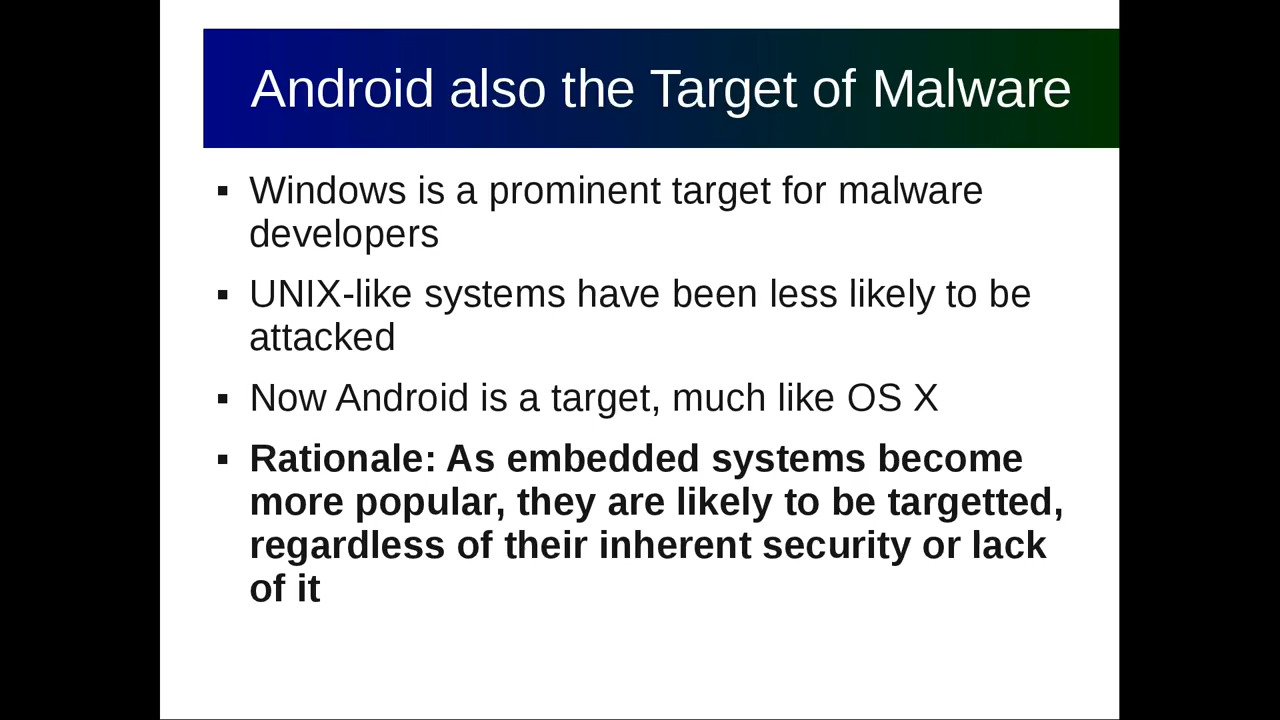 Android also the Target of Malware
▪ Windows is a prominent target for malware
developers
▪ UNIX-like systems have been less likely to be
attacked
▪ Now Android is a target, much like OS X
▪ Rationale: As embedded systems become
more popular, they are likely to be targetted,
regardless of their inherent security or lack
of it